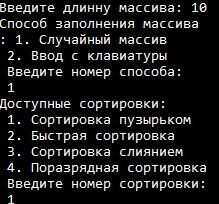 Введите длинну массива: 10
Способ заполнения массива
: 1. Случайный массив
2. Ввод с клавиатуры
Введите номер способа:
1
Доступные сортировки:
1. Сортировка пузырьком
2. Быстрая сортировка
3. Сортировка слиянием
4. Поразрядная сортировка
Введите номер сортировки:
1